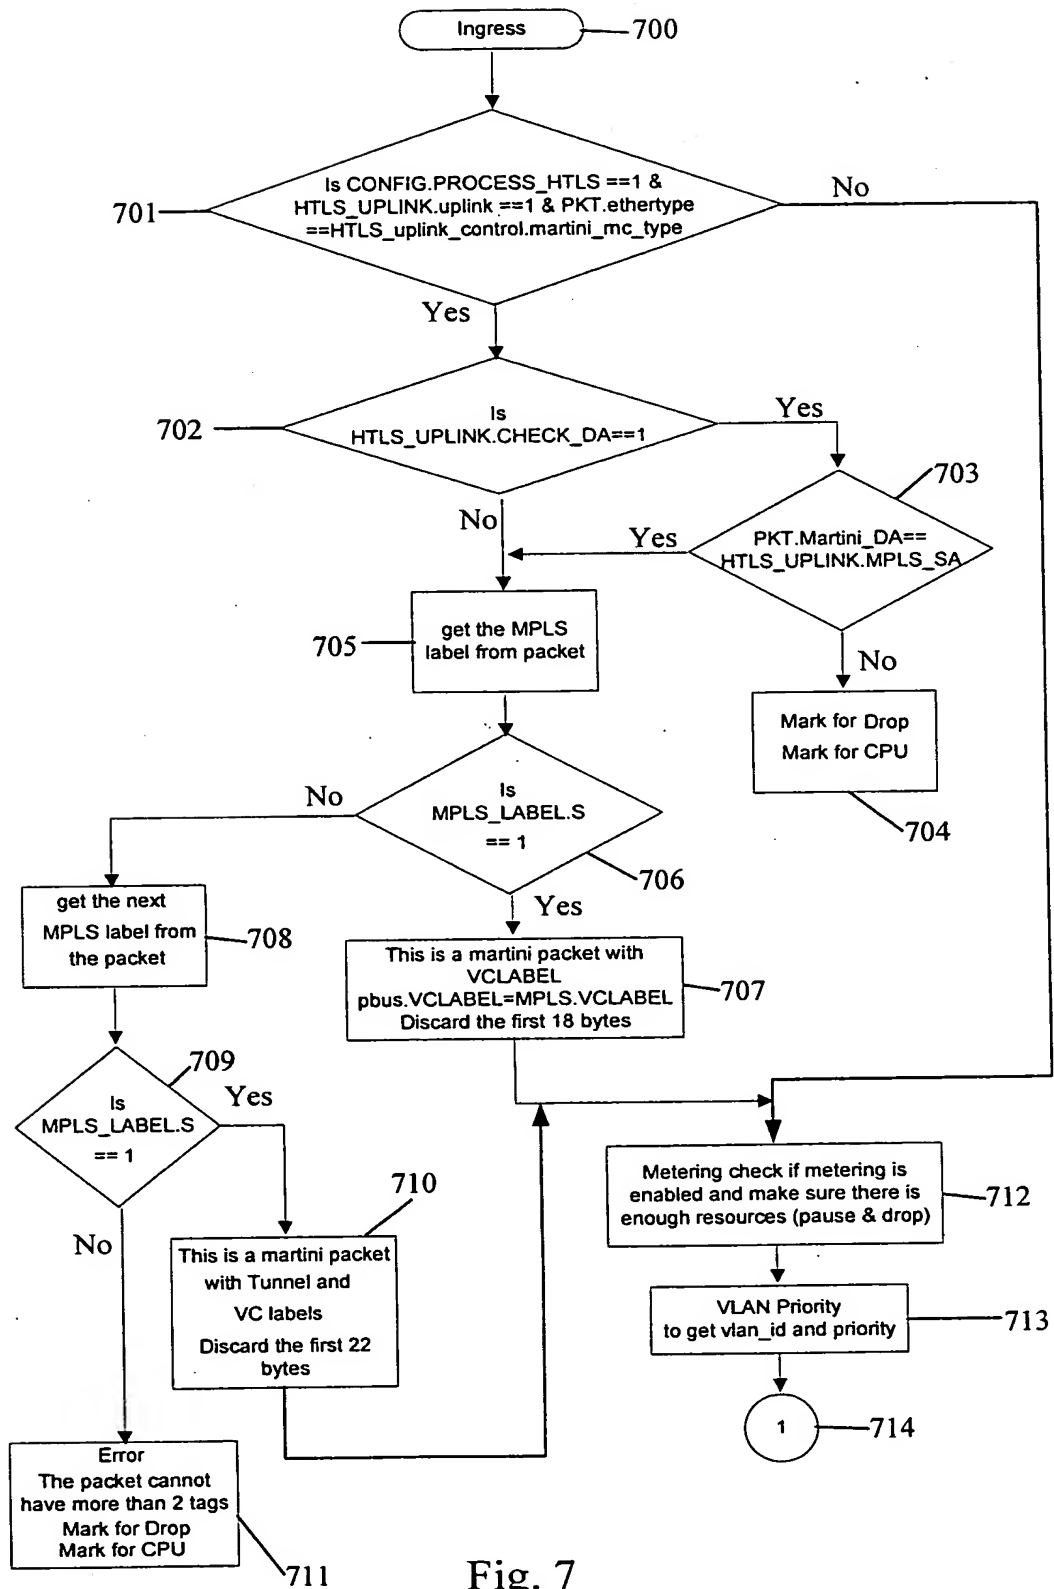 Ingress
700
Is CONFIG.PROCESS_HTLS ==1 &
HTLS_UPLINK.uplink ==1 & PKT.ethertype
==HTLS_uplink_control.martini_mc_type
701
No
Yes
Is
HTLS_UPLINK.CHECK_DA==1
702
Yes
No
703
PKT.Martini_DA==
HTLS_UPLINK.MPLS_SA
Yes
No
get the MPLS
label from packet
705
Mark for Drop
Mark for CPU
704
Is
MPLS_LABEL.S
== 1
706
No
Yes
get the next
MPLS label from
the packet
708
This is a martini packet with
VCLABEL
pbus.VCLABEL=MPLS.VCLABEL
Discard the first 18 bytes
707
Is
MPLS_LABEL.S
== 1
709
Yes
No
710
This is a martini packet
with Tunnel and
VC labels
Discard the first 22
bytes
Metering check if metering is
enabled and make sure there is
enough resources (pause & drop)
712
VLAN Priority
to get vlan_id and priority
713
1
714
Error
The packet cannot
have more than 2 tags
Mark for Drop
Mark for CPU
711
Fig. 7